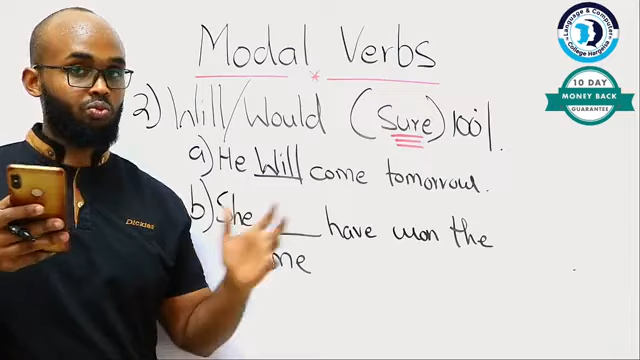 Modal Verbs
*
2) Will/Would (Sure) 100%.
a) He Will come tomorrow.
b) She ___ have won the
me
Language & Computer
College Hargeisa
10 DAY
MONEY BACK
GUARANTEE
Dickies